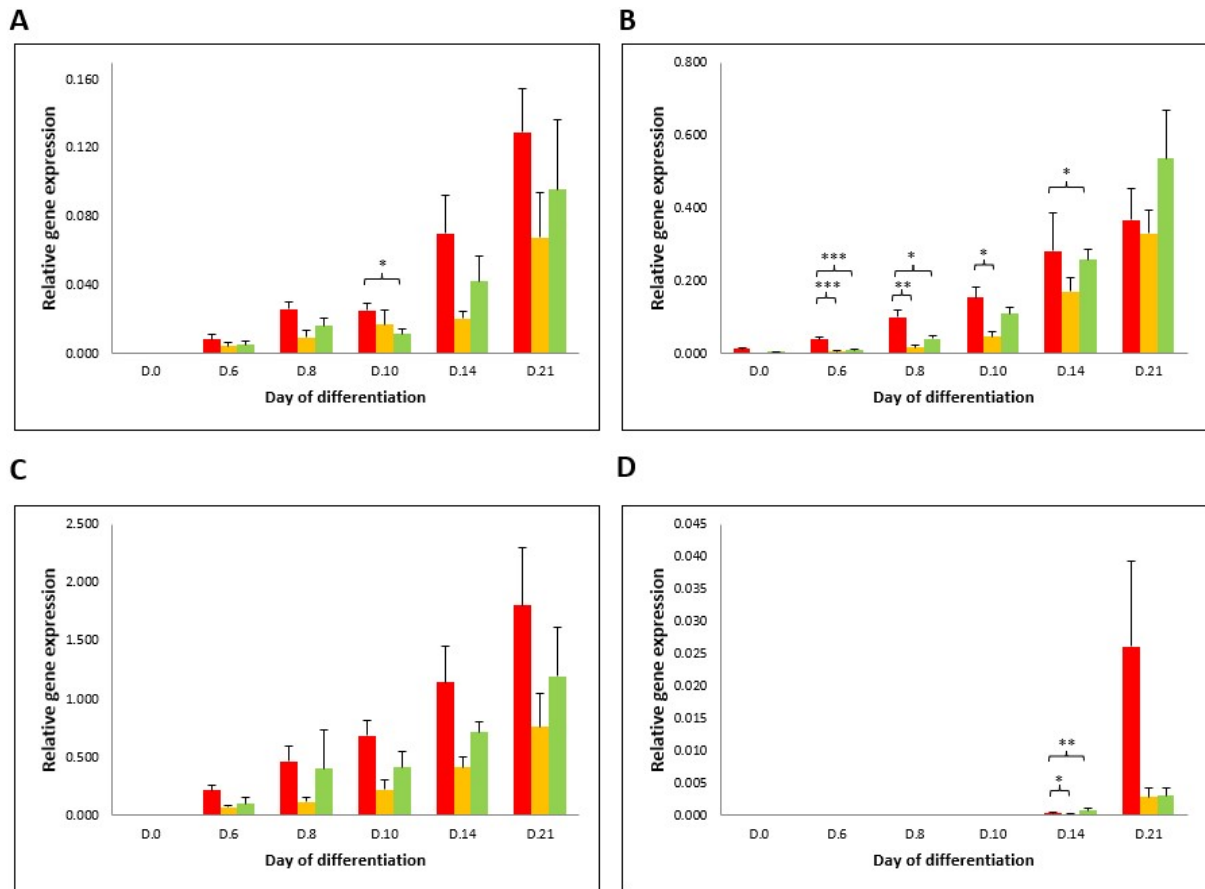 A
Relative gene expression
0.160
0.120
0.080
0.040
0.000
*
D.0 D.6 D.8 D.10 D.14 D.21
Day of differentiation
B
Relative gene expression
0.800
0.600
0.400
0.200
0.000
***
***
*
**
*
*
D.0 D.6 D.8 D.10 D.14 D.21
Day of differentiation
C
Relative gene expression
2.500
2.000
1.500
1.000
0.500
0.000
D.0 D.6 D.8 D.10 D.14 D.21
Day of differentiation
D
Relative gene expression
0.045
0.040
0.035
0.030
0.025
0.020
0.015
0.010
0.005
0.000
**
*
D.0 D.6 D.8 D.10 D.14 D.21
Day of differentiation